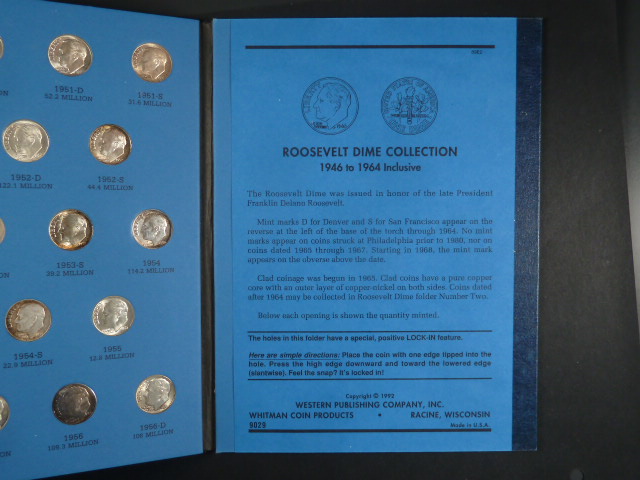 1951-D
52.2 MILLION
1951-S
31.6 MILLION
1952-D
122.1 MILLION
1952-S
44.4 MILLION
1953-S
39.2 MILLION
1954
114.2 MILLION
1954-S
22.9 MILLION
1955
12.8 MILLION
1956
109.3 MILLION
1956-D
108 MILLION
9029
ROOSEVELT DIME COLLECTION
1946 to 1964 Inclusive
The Roosevelt Dime was issued in honor of the late President
Franklin Delano Roosevelt.
Mint marks D for Denver and S for San Francisco appear on the
reverse at the left of the base of the torch through 1964. No mint
marks appear on coins struck at Philadelphia prior to 1980, nor on
coins dated 1965 through 1967. Starting in 1968, the mint mark
appears on the obverse above the date.
Clad coinage was begun in 1965. Clad coins have a pure copper
core with an outer layer of copper-nickel on both sides. Coins dated
after 1964 may be collected in Roosevelt Dime folder Number Two.
Below each opening is shown the quantity minted.
The holes in this folder have a special, positive LOCK-IN feature.
Here are simple directions: Place the coin with one edge tipped into the
hole. Press the high edge downward and toward the lowered edge
(slantwise). Feel the snap? It's locked in!
Copyright © 1992
WESTERN PUBLISHING COMPANY, INC.
WHITMAN COIN PRODUCTS • RACINE, WISCONSIN
9029 Made in U.S.A.